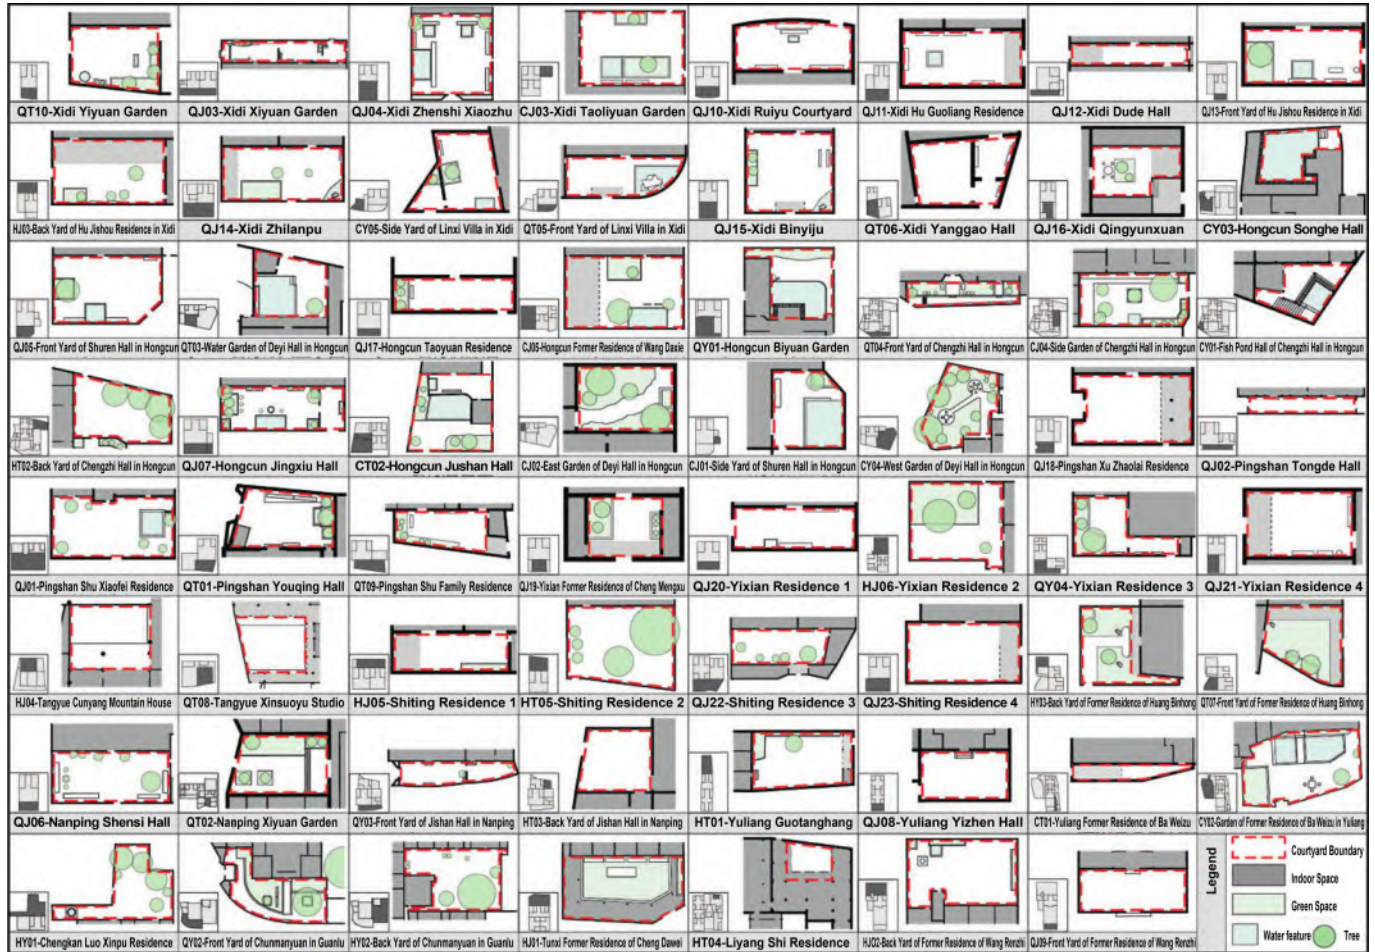 QT10-Xidi Yiyuan Garden
QJ03-Xidi Xiyuan Garden
QJ04-Xidi Zhenshi Xiaozhu
CJ03-Xidi Taoliyuan Garden
QJ10-Xidi Ruiyu Courtyard
QJ11-Xidi Hu Guoliang Residence
QJ12-Xidi Dude Hall
QJ13-Front Yard of Hu Jishou Residence in Xidi
HJ03-Back Yard of Hu Jishou Residence in Xidi
QJ14-Xidi Zhilanpu
CY05-Side Yard of Linxi Villa in Xidi
QT05-Front Yard of Linxi Villa in Xidi
QJ15-Xidi Binyiju
QT06-Xidi Yanggao Hall
QJ16-Xidi Qingyunxuan
CY03-Hongcun Songhe Hall
QJ05-Front Yard of Shuren Hall in Hongcun
QT03-Water Garden of Deyi Hall in Hongcun
QJ17-Hongcun Taoyuan Residence
CJ05-Hongcun Former Residence of Wang Daxie
QY01-Hongcun Biyuan Garden
QT04-Front Yard of Chengzhi Hall in Hongcun
CJ04-Side Garden of Chengzhi Hall in Hongcun
CY01-Fish Pond Hall of Chengzhi Hall in Hongcun
HT02-Back Yard of Chengzhi Hall in Hongcun
QJ07-Hongcun Jingxiu Hall
CT02-Hongcun Jushan Hall
CJ02-East Garden of Deyi Hall in Hongcun
CJ01-Side Yard of Shuren Hall in Hongcun
CY04-West Garden of Deyi Hall in Hongcun
QJ18-Pingshan Xu Zhaolai Residence
QJ02-Pingshan Tongde Hall
QJ01-Pingshan Shu Xiaofei Residence
QT01-Pingshan Youqing Hall
QT09-Pingshan Shu Family Residence
QJ19-Yixian Former Residence of Cheng Mengxu
QJ20-Yixian Residence 1
HJ06-Yixian Residence 2
QY04-Yixian Residence 3
QJ21-Yixian Residence 4
HJ04-Tangyue Cunyang Mountain House
QT08-Tangyue Xinsuoyu Studio
HJ05-Shiting Residence 1
HT05-Shiting Residence 2
QJ22-Shiting Residence 3
QJ23-Shiting Residence 4
HY03-Back Yard of Former Residence of Huang Binhong
QT07-Front Yard of Former Residence of Huang Binhong
QJ06-Nanping Shensi Hall
QT02-Nanping Xiyuan Garden
QY03-Front Yard of Jishan Hall in Nanping
HT03-Back Yard of Jishan Hall in Nanping
HT01-Yuliang Guotanghang
QJ08-Yuliang Yizhen Hall
CT01-Yuliang Former Residence of Ba Weizu
CY02-Garden of Former Residence of Ba Weizu in Yuliang
HY01-Chengkan Luo Xinpu Residence
QY02-Front Yard of Chunmanyuan in Guanlu
HY02-Back Yard of Chunmanyuan in Guanlu
HJ01-Tunxi Former Residence of Cheng Dawei
HT04-Liyang Shi Residence
HJ02-Back Yard of Former Residence of Wang Renzhi
QJ09-Front Yard of Former Residence of Wang Renzhi
Legend
Courtyard Boundary
Indoor Space
Green Space
Water feature
Tree